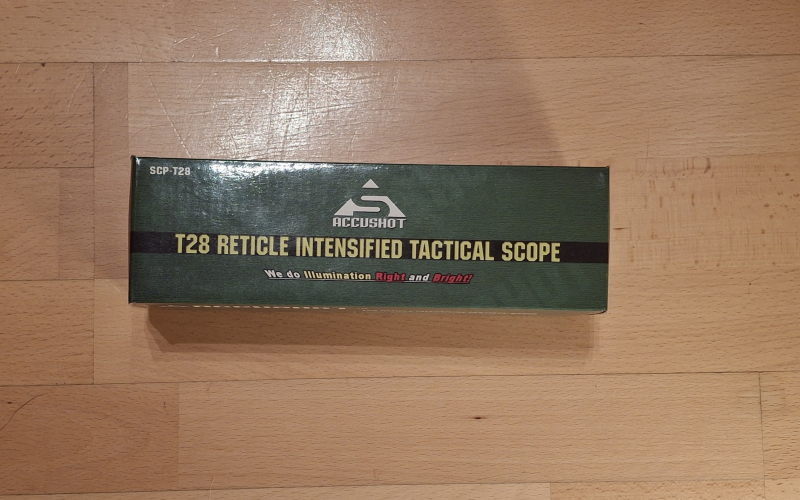 SCP-T28
ACCUSHOT
T28 RETICLE INTENSIFIED TACTICAL SCOPE
We do Illumination Right and Bright!